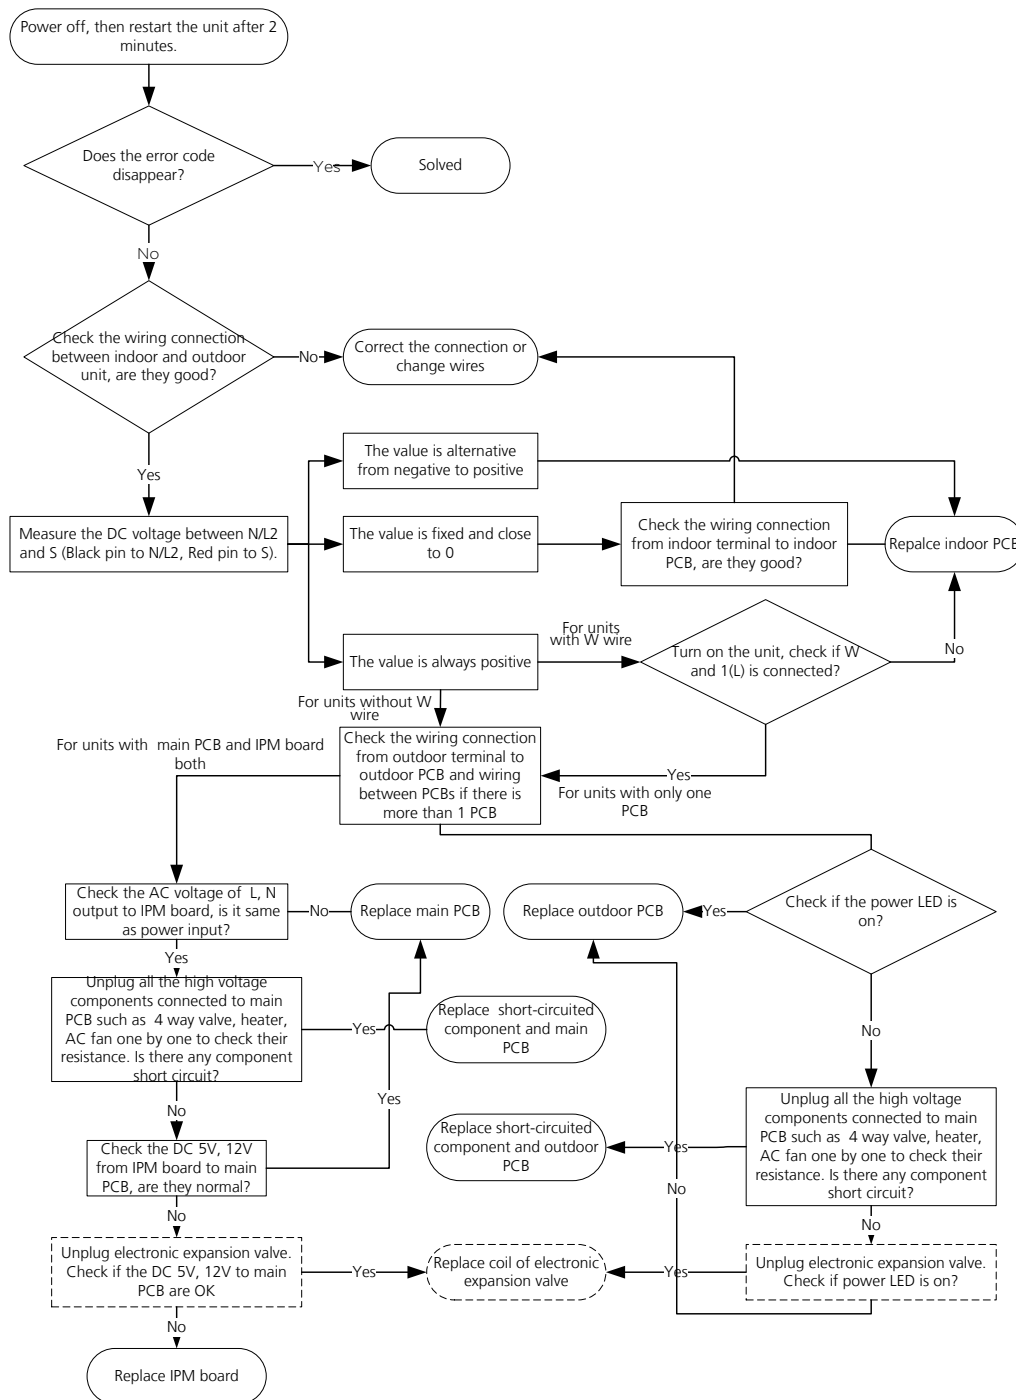 Power off, then restart the unit after 2
minutes.
Does the error code
disappear?
Yes
Solved
No
Check the wiring connection
between indoor and outdoor
unit, are they good?
No
Correct the connection or
change wires
Yes
The value is alternative
from negative to positive
Measure the DC voltage between N/L2
and S (Black pin to N/L2, Red pin to S).
The value is fixed and close
to 0
Check the wiring connection
from indoor terminal to indoor
PCB, are they good?
Repalce indoor PCB
The value is always positive
For units
with W wire
Turn on the unit, check if W
and 1(L) is connected?
No
For units without W
wire
For units with  main PCB and IPM board
both
Check the wiring connection
from outdoor terminal to
outdoor PCB and wiring
between PCBs if there is
more than 1 PCB
Yes
For units with only one
PCB
Check the AC voltage of  L, N
output to IPM board, is it same
as power input?
No
Replace main PCB
Replace outdoor PCB
Yes
Check if the power LED is
on?
Yes
Unplug all the high voltage
components connected to main
PCB such as  4 way valve, heater,
AC fan one by one to check their
resistance. Is there any component
short circuit?
Yes
Replace  short-circuited
component and main
PCB
No
Yes
No
Check the DC 5V, 12V
from IPM board to main
PCB, are they normal?
Replace short-circuited
component and outdoor
PCB
Yes
Unplug all the high voltage
components connected to main
PCB such as  4 way valve, heater,
AC fan one by one to check their
resistance. Is there any component
short circuit?
No
No
No
Unplug electronic expansion valve.
Check if the DC 5V, 12V to main
PCB are OK
Yes
Replace coil of electronic
expansion valve
Yes
Unplug electronic expansion valve.
Check if power LED is on?
No
Replace IPM board